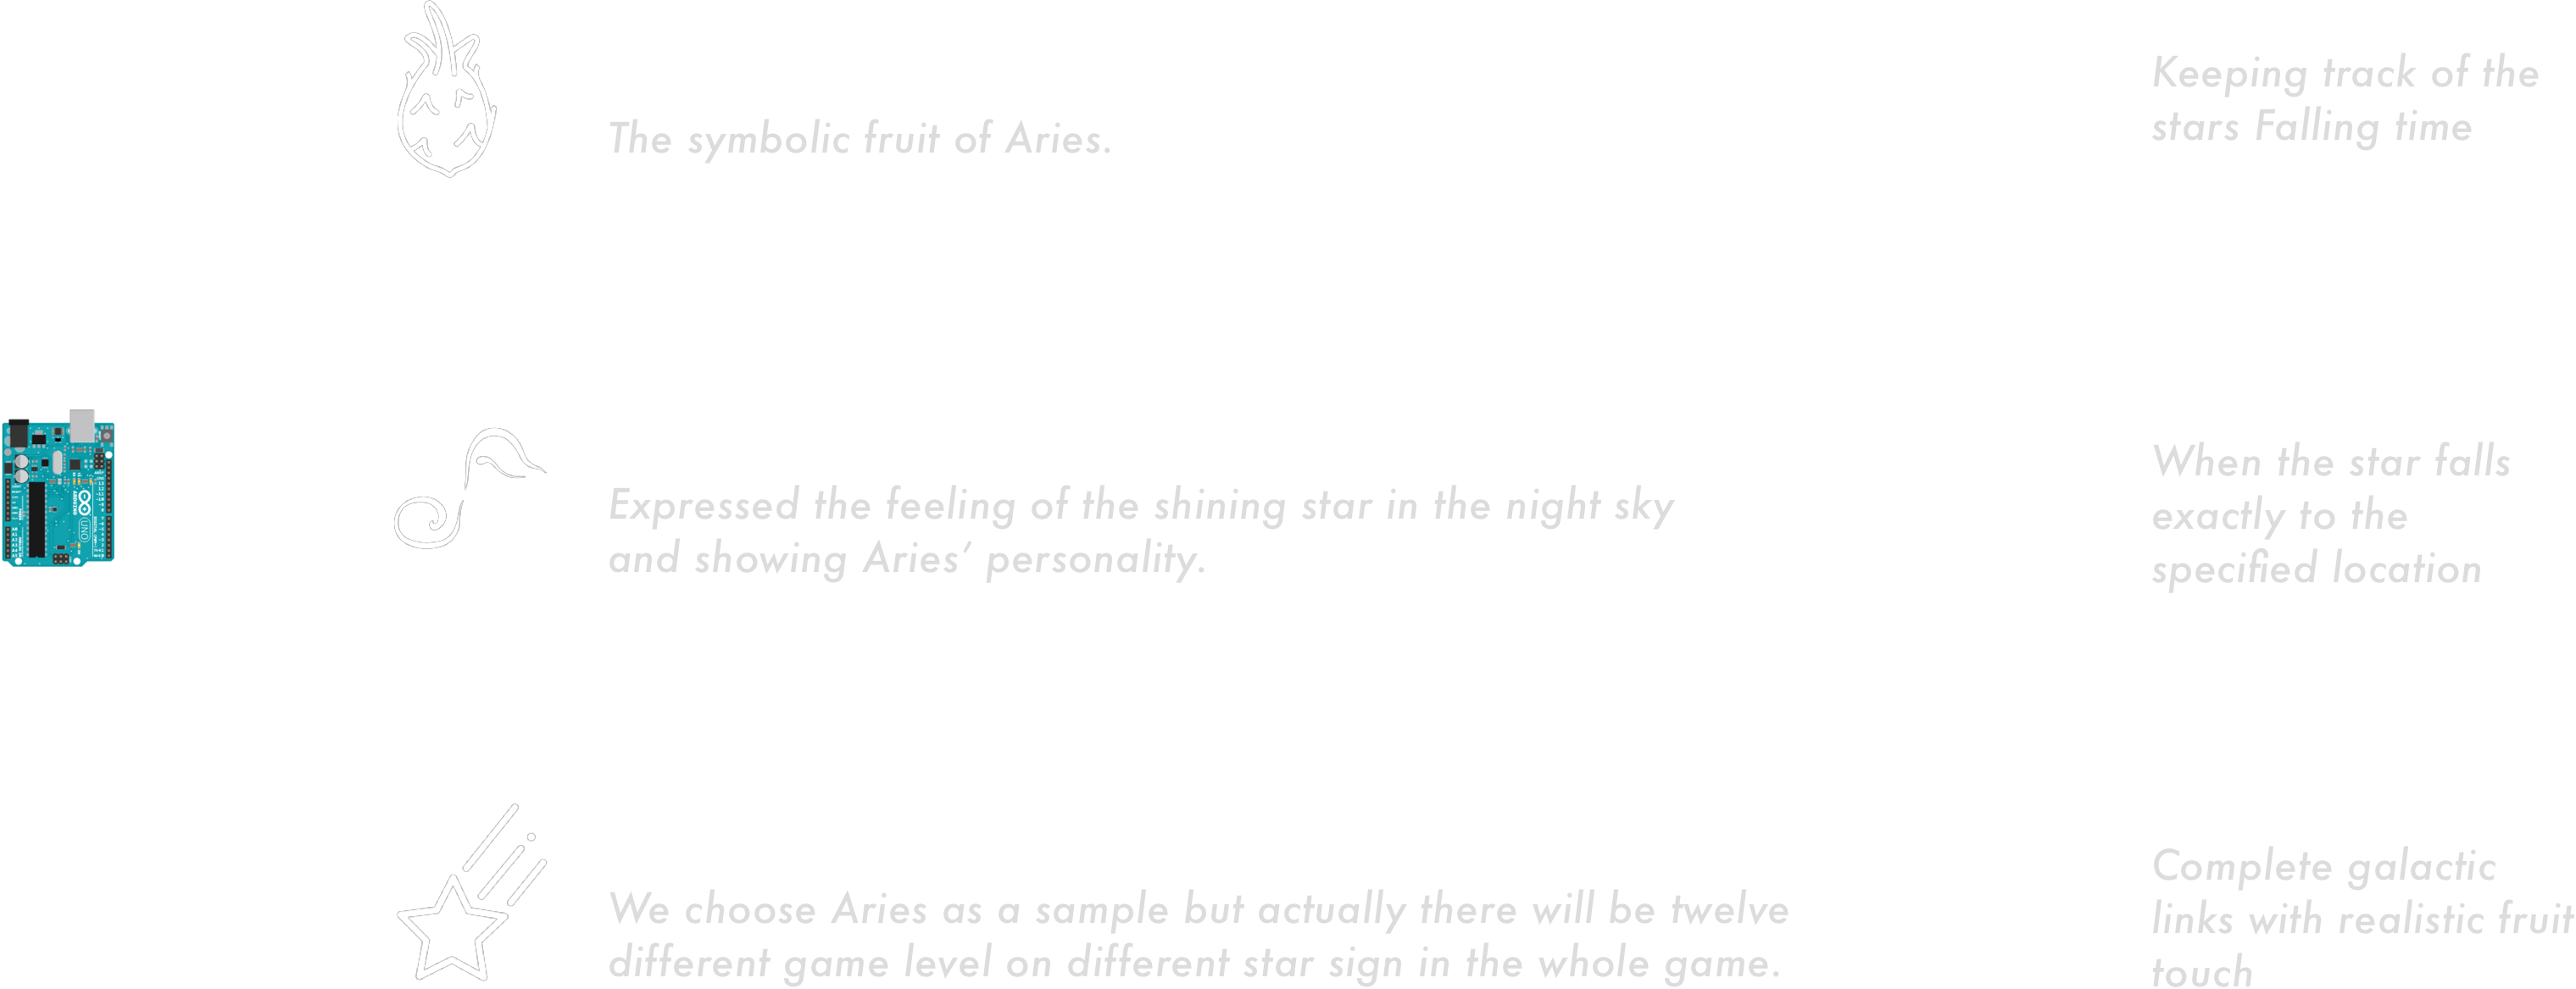 Keeping track of the
stars Falling time
The symbolic fruit of Aries.
Expressed the feeling of the shining star in the night sky
and showing Aries’ personality.
When the star falls
exactly to the
specified location
We choose Aries as a sample but actually there will be twelve
different game level on different star sign in the whole game.
Complete galactic
links with realistic fruit
touch
UNO